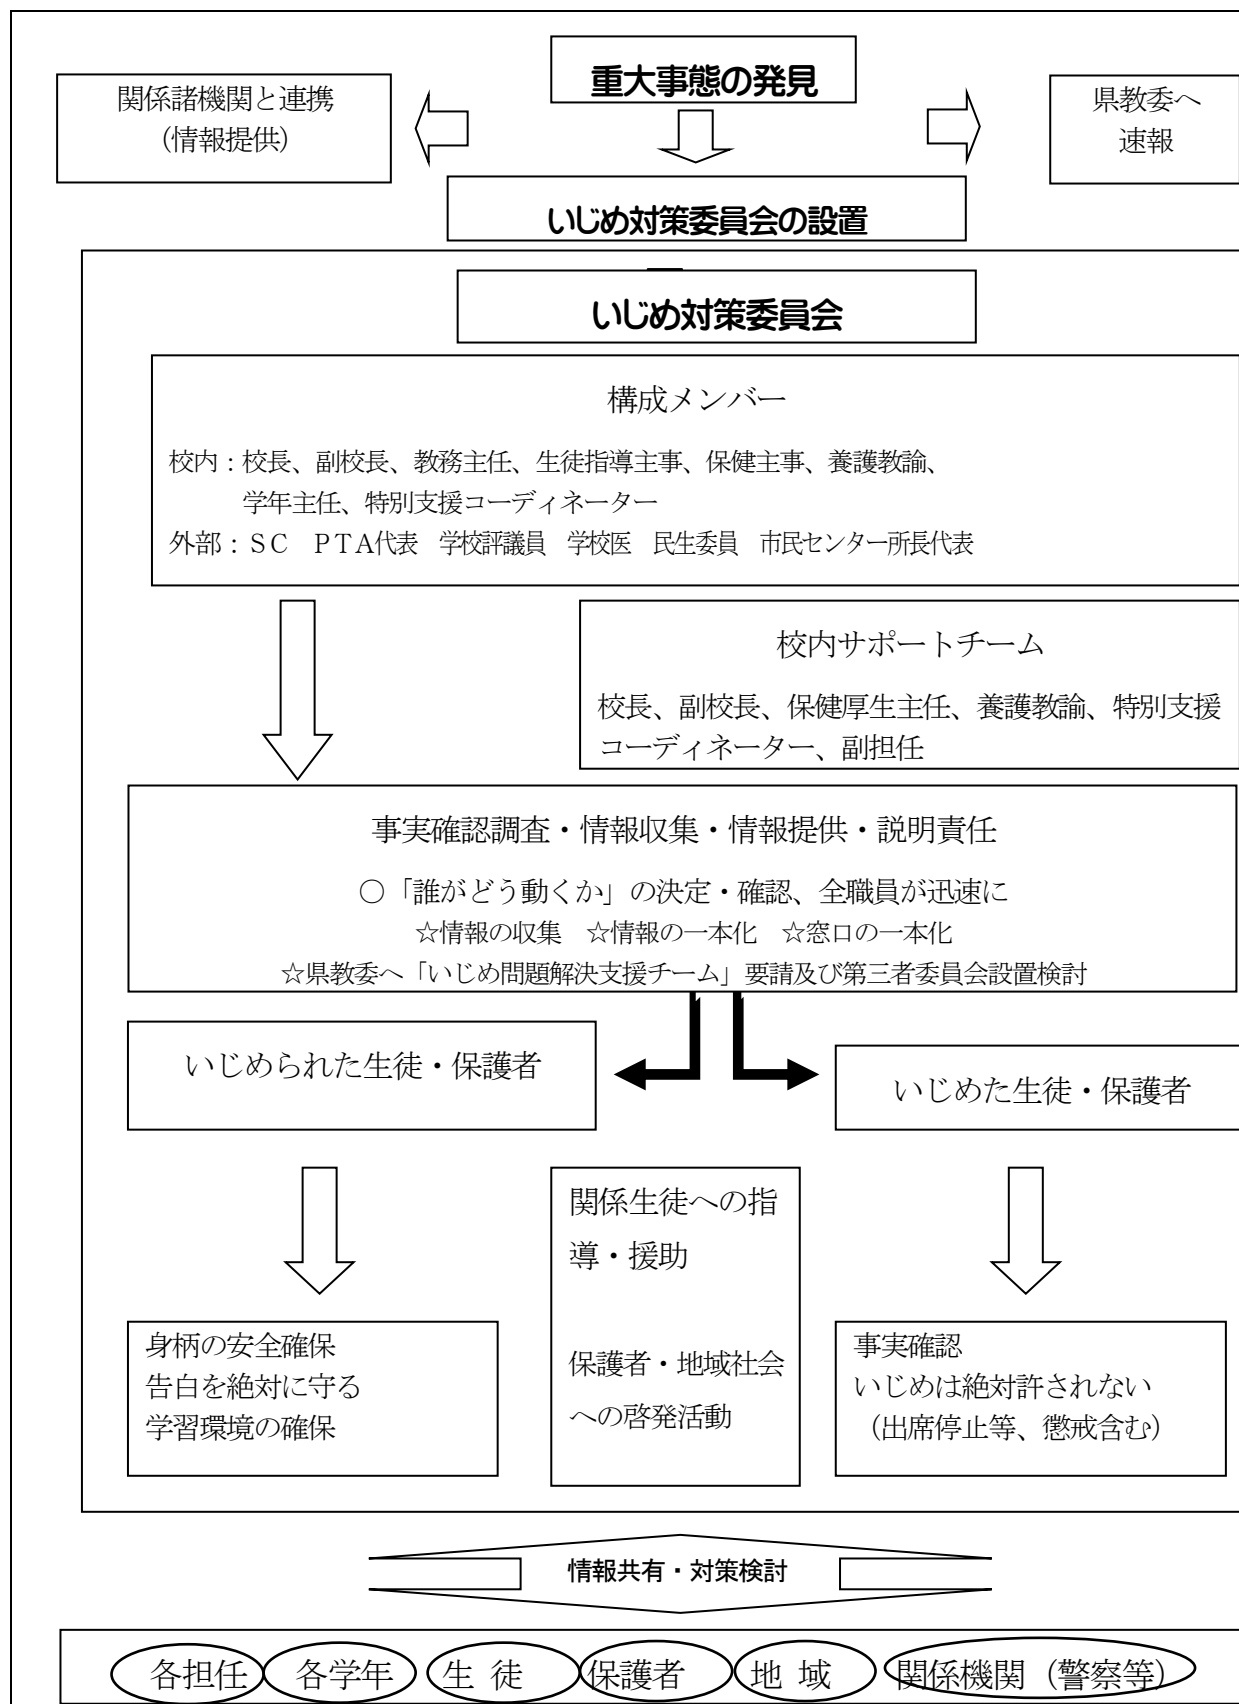 重大事態の発見
関係諸機関と連携
(情報提供)
県教委へ
速報
いじめ対策委員会の設置
いじめ対策委員会
構成メンバー
校内：校長、副校長、教務主任、生徒指導主事、保健主事、養護教諭、
学年主任、特別支援コーディネーター
外部：ＳＣ　ＰＴＡ代表　学校評議員　学校医　民生委員　市民センター所長代表
校内サポートチーム
校長、副校長、保健厚生主任、養護教諭、特別支援
コーディネーター、副担任
事実確認調査・情報収集・情報提供・説明責任
○「誰がどう動くか」の決定・確認、全職員が迅速に
☆情報の収集　☆情報の一本化　☆窓口の一本化
☆県教委へ「いじめ問題解決支援チーム」要請及び第三者委員会設置検討
いじめられた生徒・保護者
いじめた生徒・保護者
関係生徒への指
導・援助
保護者・地域社会
への啓発活動
身柄の安全確保
告白を絶対に守る
学習環境の確保
事実確認
いじめは絶対許されない
（出席停止等、懲戒含む）
情報共有・対策検討
各担任　各学年　生 徒　保護者　地 域　関係機関（警察等）